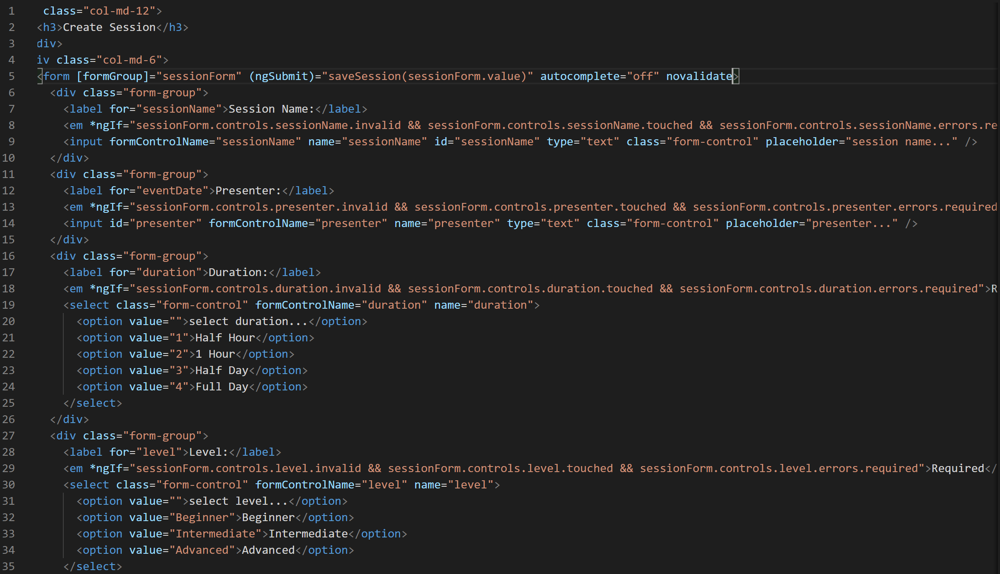 1 class="col-md-12">
2 <h3>Create Session</h3>
3 div>
4 iv class="col-md-6">
5 <form [formGroup]="sessionForm" (ngSubmit)="saveSession(sessionForm.value)" autocomplete="off" novalidate>
6 <div class="form-group">
7 <label for="sessionName">Session Name:</label>
8 <em *ngIf="sessionForm.controls.sessionName.invalid && sessionForm.controls.sessionName.touched && sessionForm.controls.sessionName.errors.re
9 <input formControlName="sessionName" name="sessionName" id="sessionName" type="text" class="form-control" placeholder="session name..." />
10 </div>
11 <div class="form-group">
12 <label for="eventDate">Presenter:</label>
13 <em *ngIf="sessionForm.controls.presenter.invalid && sessionForm.controls.presenter.touched && sessionForm.controls.presenter.errors.required
14 <input id="presenter" formControlName="presenter" name="presenter" type="text" class="form-control" placeholder="presenter..." />
15 </div>
16 <div class="form-group">
17 <label for="duration">Duration:</label>
18 <em *ngIf="sessionForm.controls.duration.invalid && sessionForm.controls.duration.touched && sessionForm.controls.duration.errors.required">R
19 <select class="form-control" formControlName="duration" name="duration">
20 <option value="">select duration...</option>
21 <option value="1">Half Hour</option>
22 <option value="2">1 Hour</option>
23 <option value="3">Half Day</option>
24 <option value="4">Full Day</option>
25 </select>
26 </div>
27 <div class="form-group">
28 <label for="level">Level:</label>
29 <em *ngIf="sessionForm.controls.level.invalid && sessionForm.controls.level.touched && sessionForm.controls.level.errors.required">Required</
30 <select class="form-control" formControlName="level" name="level">
31 <option value="">select level...</option>
32 <option value="Beginner">Beginner</option>
33 <option value="Intermediate">Intermediate</option>
34 <option value="Advanced">Advanced</option>
35 </select>